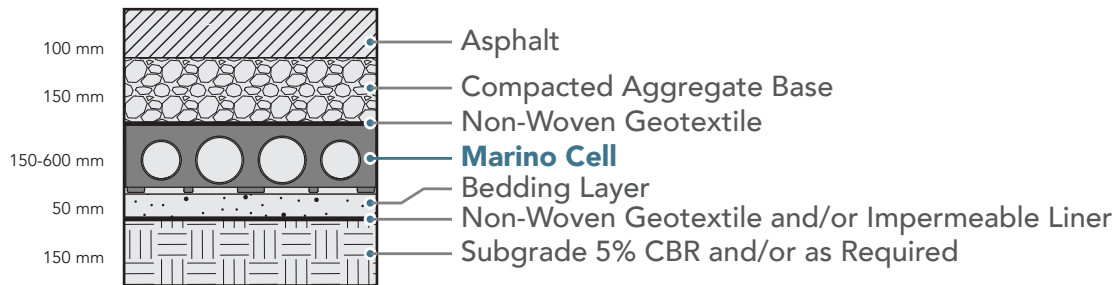 100 mm
Asphalt
150 mm
Compacted Aggregate Base
Non-Woven Geotextile
150-600 mm
Marino Cell
Bedding Layer
50 mm
Non-Woven Geotextile and/or Impermeable Liner
150 mm
Subgrade 5% CBR and/or as Required